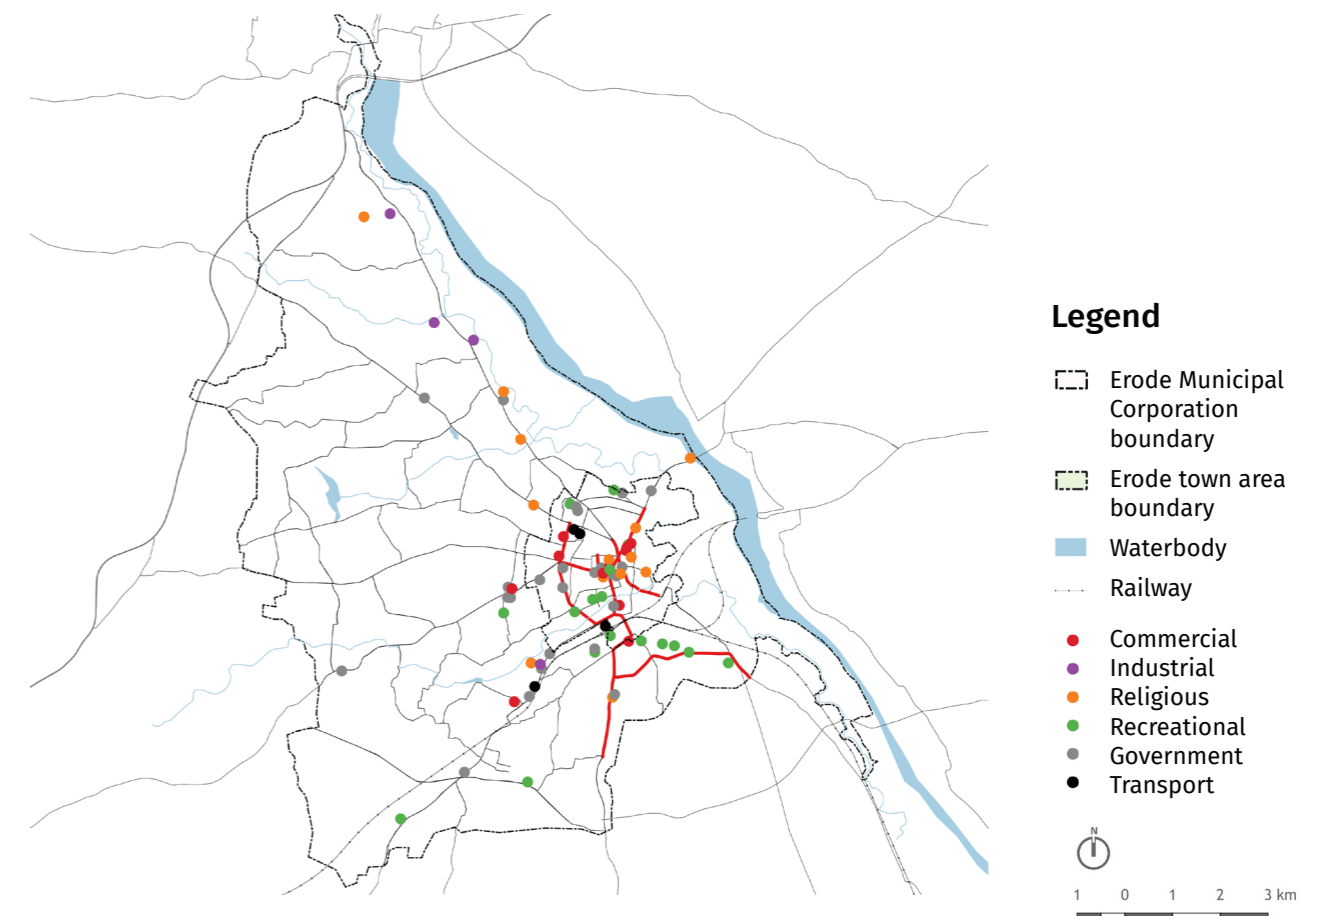 Legend
Erode Municipal
Corporation
boundary
Erode town area
boundary
Waterbody
Railway
Commercial
Industrial
Religious
Recreational
Government
Transport
N
1 0 1 2 3 km